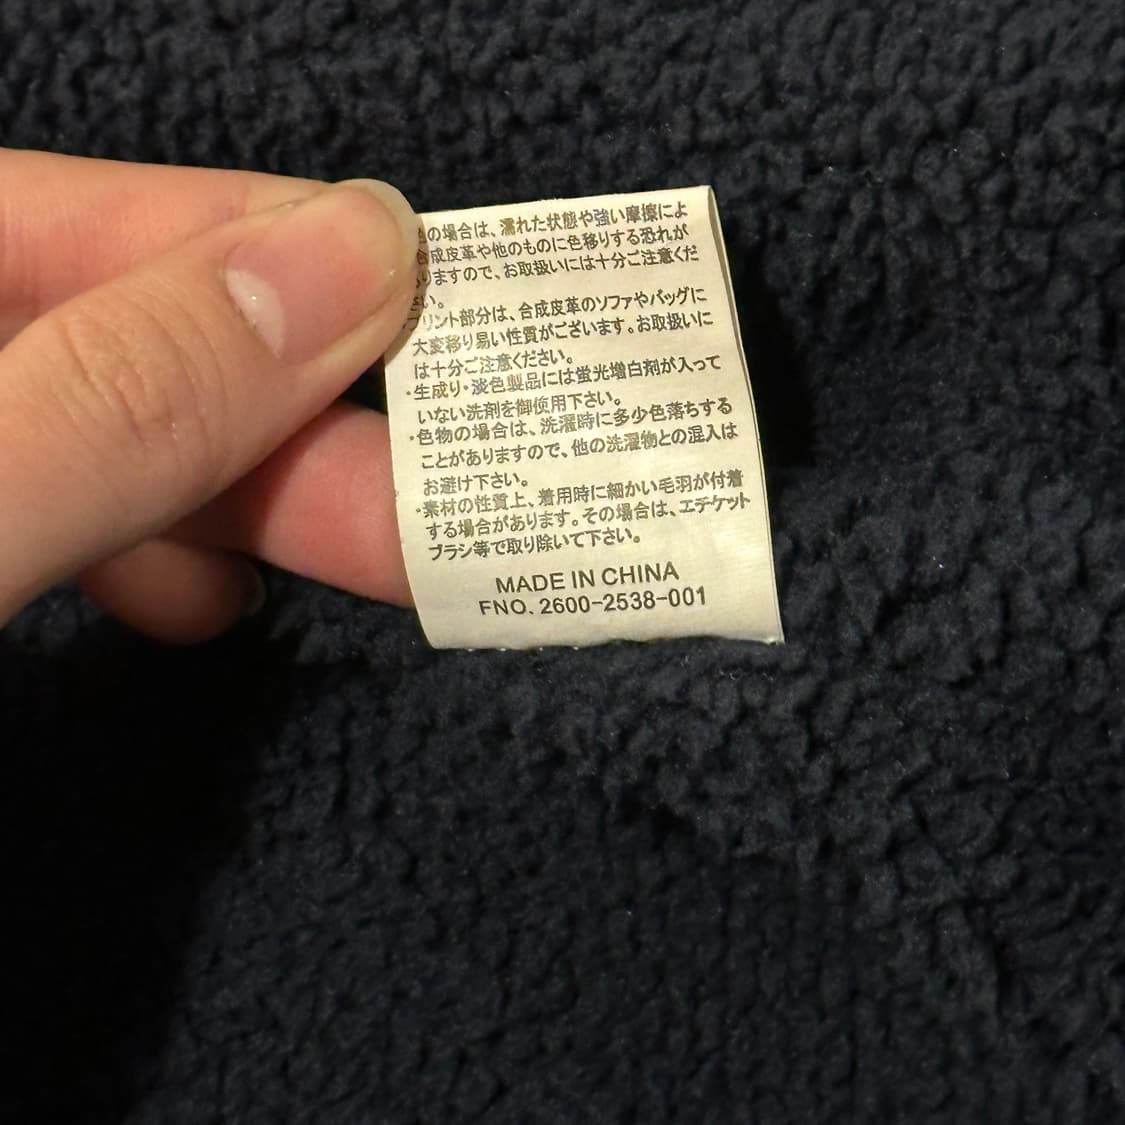 の場合は、濡れた状態や強い摩擦によ
合成皮革や他のものに色移りする恐れが
りますので、お取扱いには十分ご注意くだ
さい。
プリント部分は、合成皮革のソファやバッグに
大変移り易い性質がございます。お取扱いに
は十分ご注意ください。
・生成り・淡色製品には蛍光増白剤が入って
いない洗剤を御使用下さい。
・色物の場合は、洗濯時に多少色落ちする
ことがありますので、他の洗濯物との混入は
お避け下さい。
・素材の性質上、着用時に細かい毛羽が付着
する場合があります。その場合は、エチケット
ブラシ等で取り除いて下さい。
MADE IN CHINA
FNO. 2600-2538-001